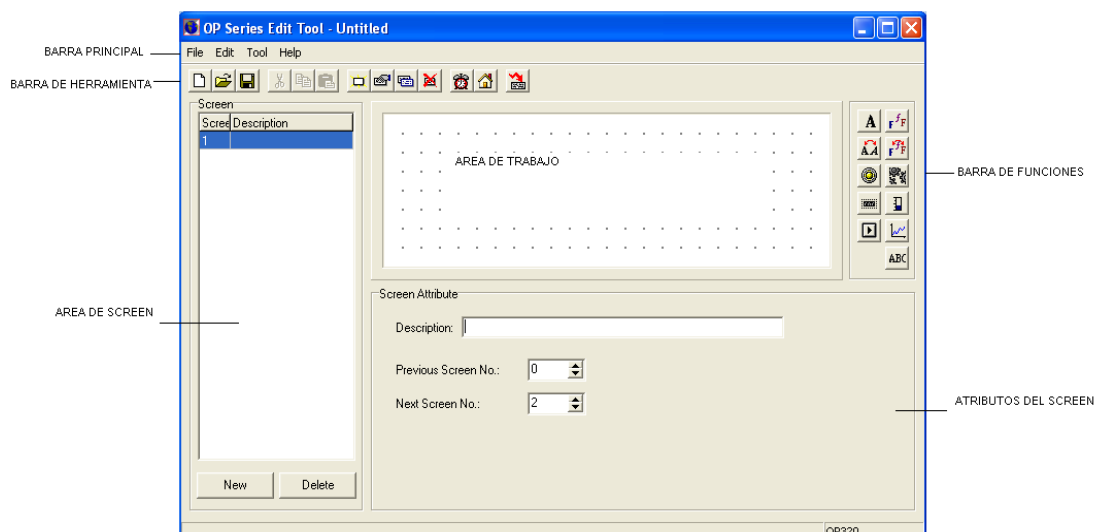 OP Series Edit Tool - Untitled
BARRA PRINCIPAL
File Edit Tool Help
BARRA DE HERRAMIENTA
Screen
Scree Description
1
AREA DE TRABAJO
A
F f F
A A
F F
BARRA DE FUNCIONES
ABC
AREA DE SCREEN
Screen Attribute
Description:
Previous Screen No.: 0
Next Screen No.: 2
ATRIBUTOS DEL SCREEN
New Delete
OP320